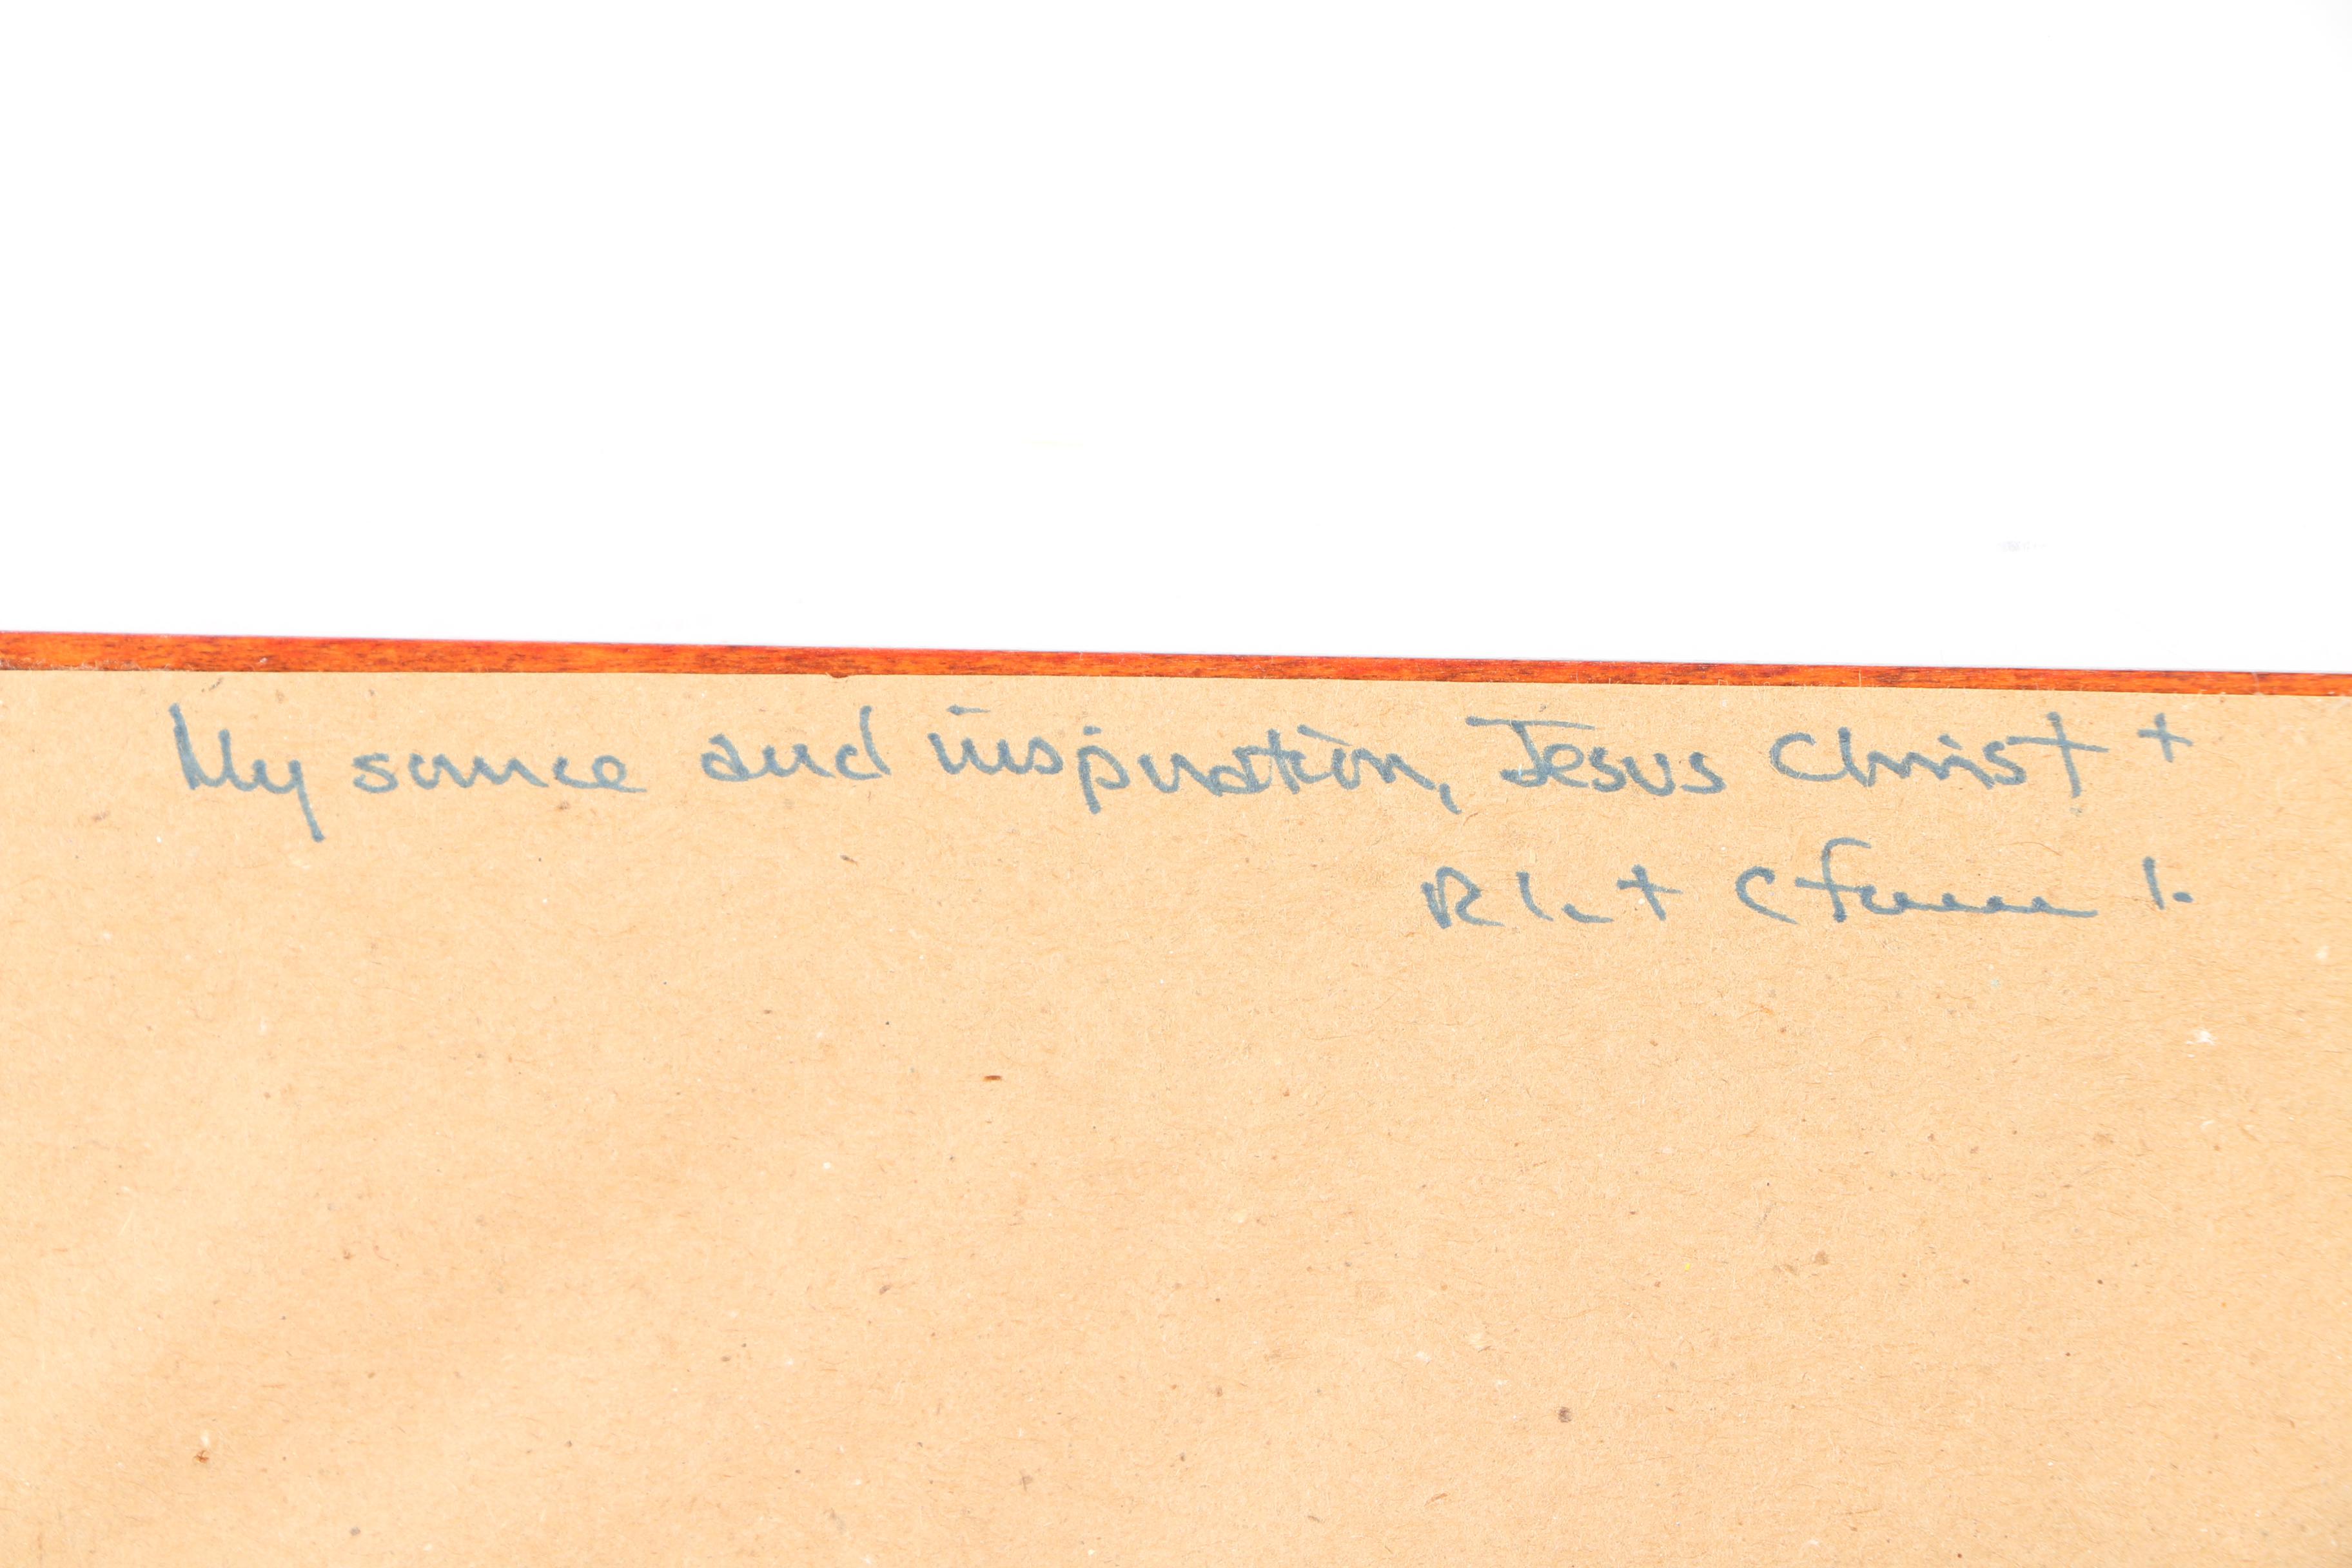 My source and inspiration, Jesus Christ +